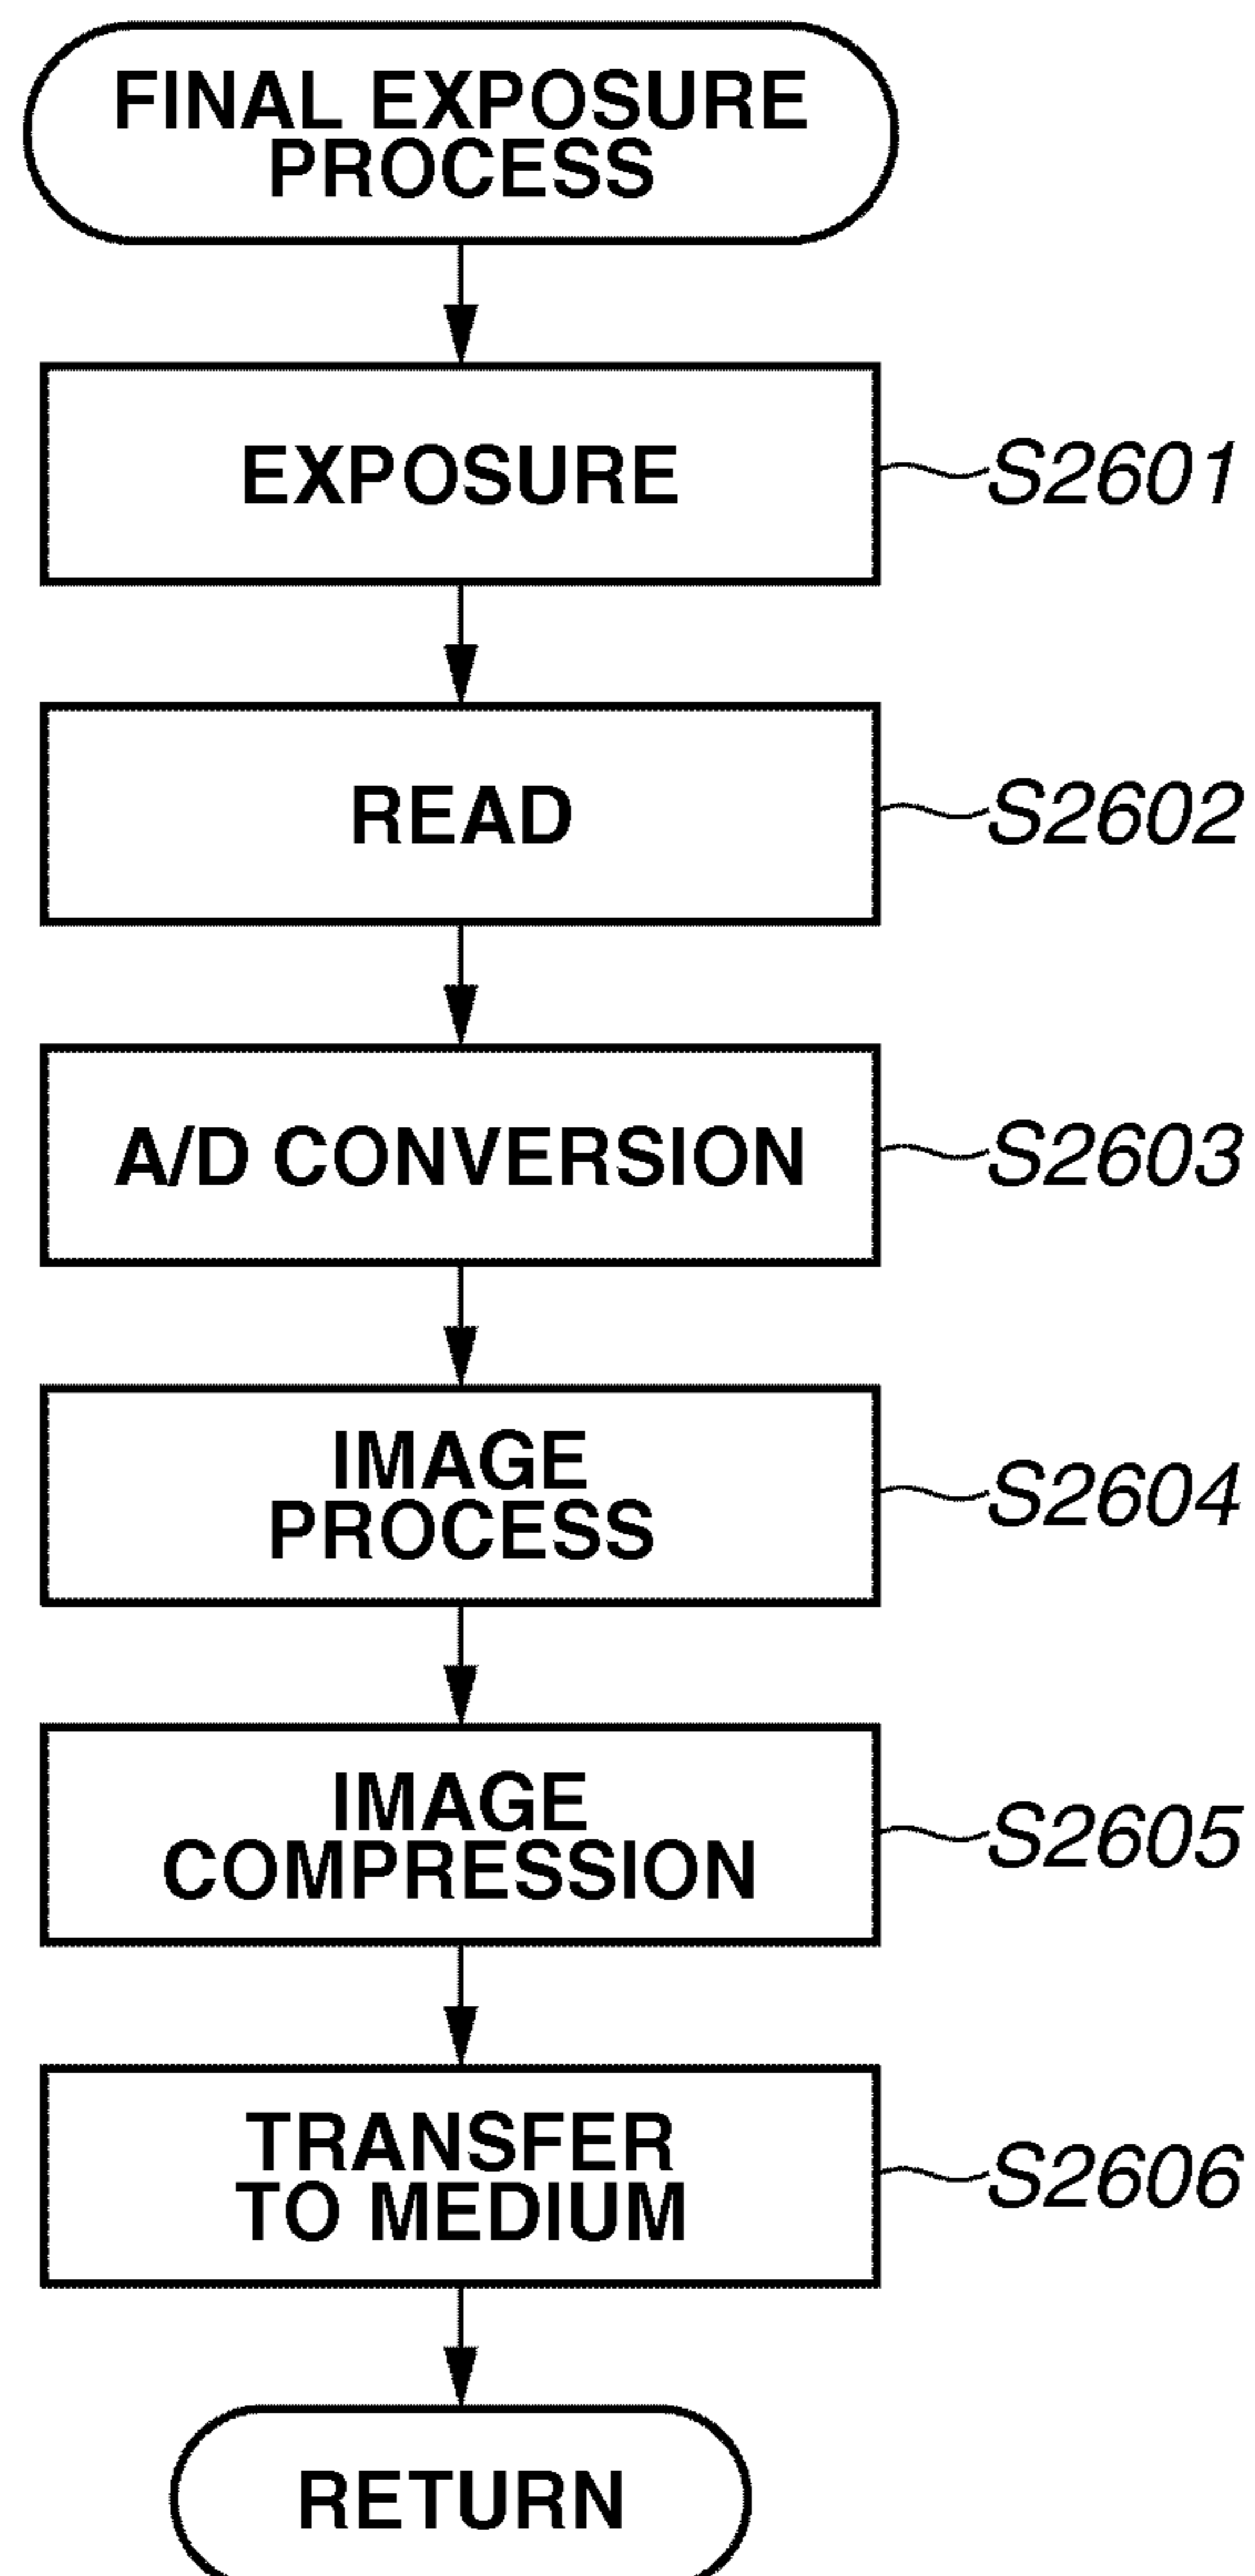 FINAL EXPOSURE
PROCESS
EXPOSURE
S2601
READ
S2602
A/D CONVERSION
S2603
IMAGE
PROCESS
S2604
IMAGE
COMPRESSION
S2605
TRANSFER
TO MEDIUM
S2606
RETURN